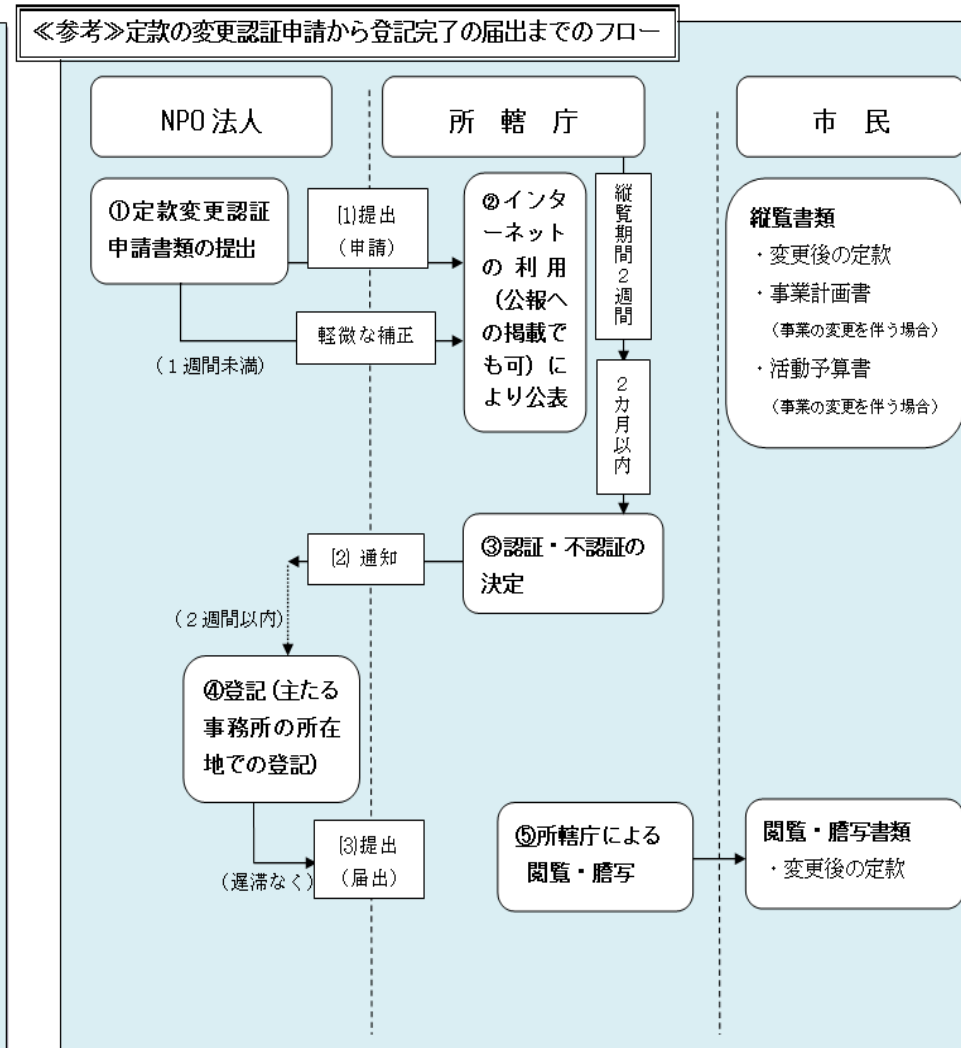 ≪参考≫定款の変更認証申請から登記完了の届出までのフロー
NPO 法人
所 轄 庁
市 民
①定款変更認証
申請書類の提出
(1)提出
（申請）
軽微な補正
（１週間未満）
②インタ
ーネット
の利用
（公報へ
の掲載で
も可）に
より公表
縦覧期間２週間
２カ月以内
縦覧書類
・変更後の定款
・事業計画書
（事業の変更を伴う場合）
・活動予算書
（事業の変更を伴う場合）
③認証・不認証の
決定
(2) 通知
（２週間以内）
④登記（主たる
事務所の所在
地での登記）
(3)提出
（届出）
（遅滞なく）
⑤所轄庁による
閲覧・謄写
閲覧・謄写書類
・変更後の定款